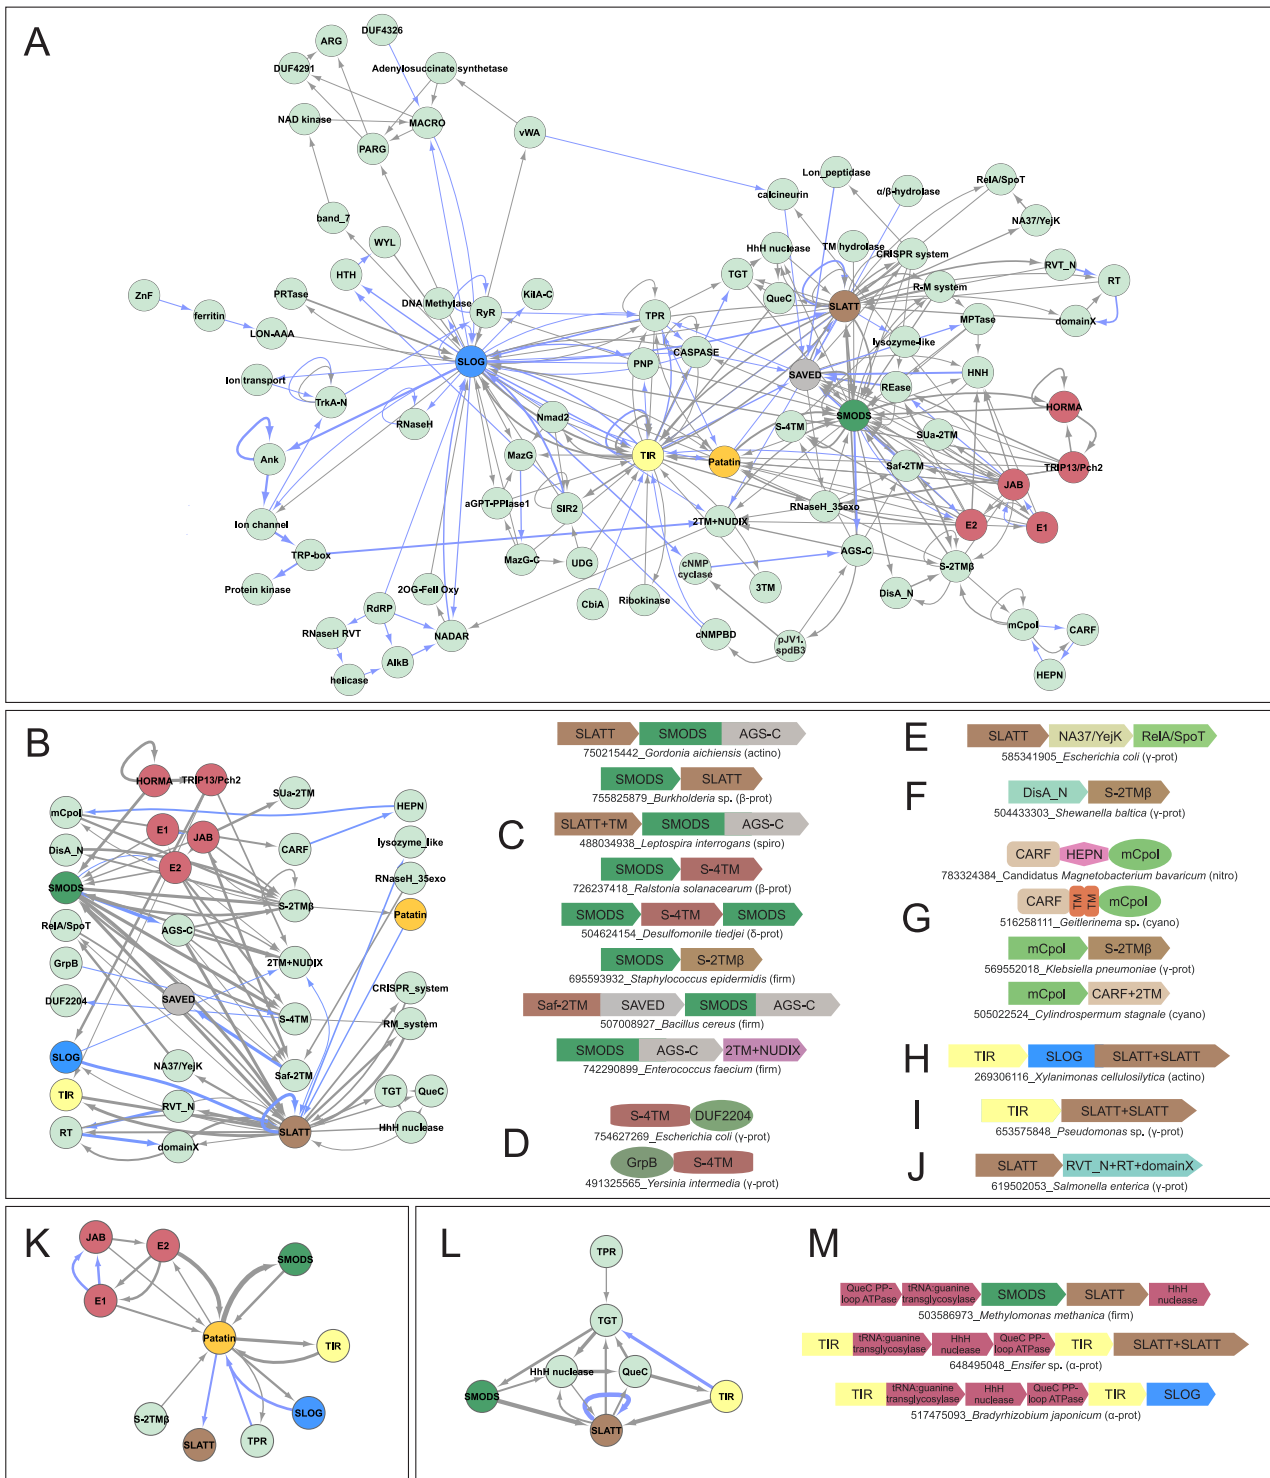 A
ARG
DUF4326
DUF4291
Adenylosuccinate synthetase
NAD kinase
MACRO
vWA
PARG
Lon_peptidase
α/β-hydrolase
RelA/SpoT
calcineurin
band_7
NA37/YejK
WYL
HhH nuclease
TM hydrolase
CRISPR system
HTH
TGT
RVT_N
RT
ZnF
PRTase
DNA Methylase
KilA-C
QueC
R-M system
ferritin
RyR
TPR
SLATT
MPTase
domainX
LON-AAA
lysozyme-like
SLOG
PNP
CASPASE
SAVED
HNH
Ion transport
TrkA-N
REase
HORMA
RNaseH
Nmad2
S-4TM
SMODS
SUa-2TM
Ank
MazG
TIR
Patatin
Saf-2TM
TRIP13/Pch2
JAB
aGPT-PPlase1
SIR2
RNaseH_35exo
Ion channel
2TM+NUDIX
E2
E1
TRP-box
MazG-C
UDG
cNMP
cyclase
AGS-C
S-2TMβ
Protein kinase
2OG-FeII Oxy
3TM
DisA_N
RdRP
CbiA
Ribokinase
RNaseH RVT
NADAR
cNMPBD
pJV1.
spdB3
mCpol
CARF
AlkB
helicase
HEPN
B
HORMA
TRIP13/Pch2
SUa-2TM
HEPN
mCpol
E1
JAB
lysozyme_like
DisA_N
E2
CARF
RNaseH_35exo
SMODS
S-2TMβ
Patatin
RelA/SpoT
AGS-C
GrpB
2TM+NUDIX
CRISPR_system
DUF2204
SAVED
S-4TM
RM_system
SLOG
NA37/YejK
Saf-2TM
TIR
TGT
QueC
RVT_N
RT
domainX
SLATT
HhH nuclease
C
SLATT
SMODS
AGS-C
750215442_Gordonia aichiensis (actino)
SMODS
SLATT
755825879_Burkholderia sp. (β-prot)
SLATT+TM
SMODS
AGS-C
488034938_Leptospira interrogans (spiro)
SMODS
S-4TM
726237418_Ralstonia solanacearum (β-prot)
SMODS
S-4TM
SMODS
504624154_Desulfomonile tiedjei (δ-prot)
SMODS
S-2TMβ
695593932_Staphylococcus epidermidis (firm)
Saf-2TM
SAVED
SMODS
AGS-C
507008927_Bacillus cereus (firm)
SMODS
AGS-C
2TM+NUDIX
742290899_Enterococcus faecium (firm)
D
S-4TM
DUF2204
754627269_Escherichia coli (γ-prot)
GrpB
S-4TM
491325565_Yersinia intermedia (γ-prot)
E
SLATT
NA37/YejK
RelA/SpoT
585341905_Escherichia coli (γ-prot)
F
DisA_N
S-2TMβ
504433303_Shewanella baltica (γ-prot)
G
CARF
HEPN
mCpol
783324384_Candidatus Magnetobacterium bavaricum (nitro)
CARF
TM
TM
mCpol
516258111_Geitlerinema sp. (cyano)
mCpol
S-2TMβ
569552018_Klebsiella pneumoniae (γ-prot)
mCpol
CARF+2TM
505022524_Cylindrospermum stagnale (cyano)
H
TIR
SLOG
SLATT+SLATT
269306116_Xylanimonas cellulosilytica (actino)
I
TIR
SLATT+SLATT
653575848_Pseudomonas sp. (γ-prot)
J
SLATT
RVT_N+RT+domainX
619502053_Salmonella enterica (γ-prot)
K
JAB
E2
SMODS
E1
Patatin
TIR
S-2TMβ
SLOG
SLATT
TPR
L
TPR
TGT
HhH nuclease
QueC
SMODS
TIR
SLATT
M
QueC PP-
loop ATPase
tRNA:guanine
transglycosylase
SMODS
SLATT
HhH
nuclease
503586973_Methylomonas methanica (firm)
TIR
tRNA:guanine
transglycosylase
HhH
nuclease
QueC PP-
loop ATPase
TIR
SLATT+SLATT
648495048_Ensifer sp. (α-prot)
TIR
tRNA:guanine
transglycosylase
HhH
nuclease
QueC PP-
loop ATPase
TIR
SLOG
517475093_Bradyrhizobium japonicum (α-prot)